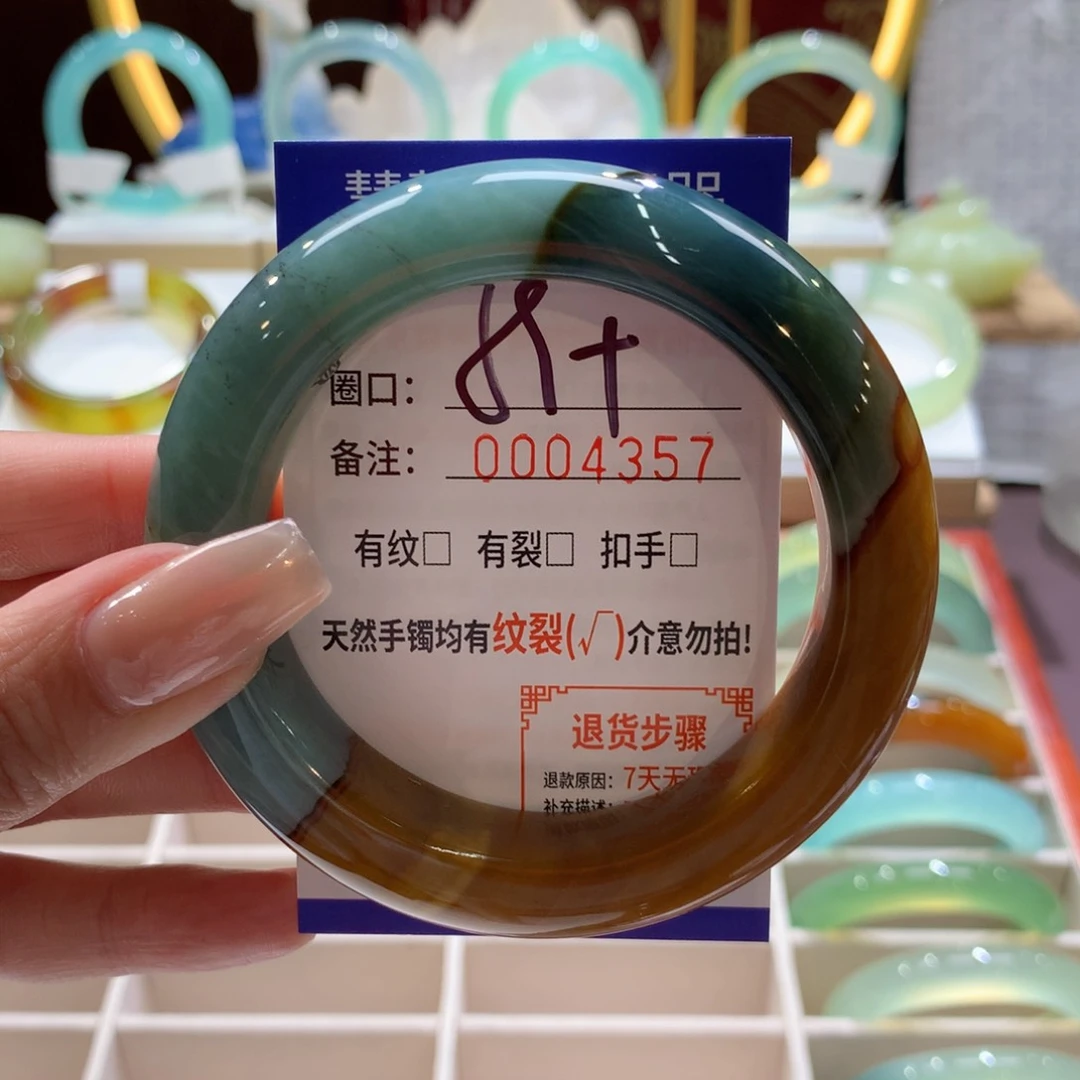 圈口：58+
备注：0004357
有纹□ 有裂□ 扣手□
天然手镯均有纹裂(√)介意勿拍!
退货步骤
退款原因：7天无
补充描述：